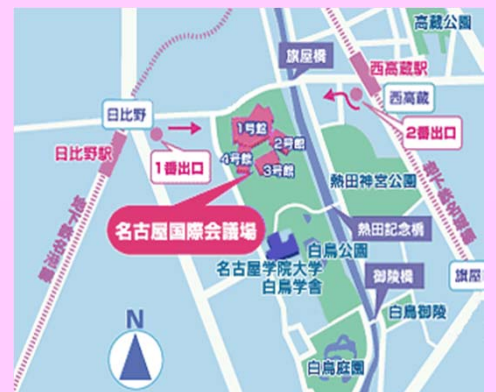 高蔵公園
旗屋橋
西高蔵駅
日比野
西高蔵
1号館
2号館
2番出口
日比野駅
4号館
3号館
1番出口
熱田神宮公園
名古屋国際会議場
熱田記念橋
白鳥公園
名古屋学院大学
白鳥学舎
御陵橋
旗屋
白鳥御陵
N
白鳥庭園